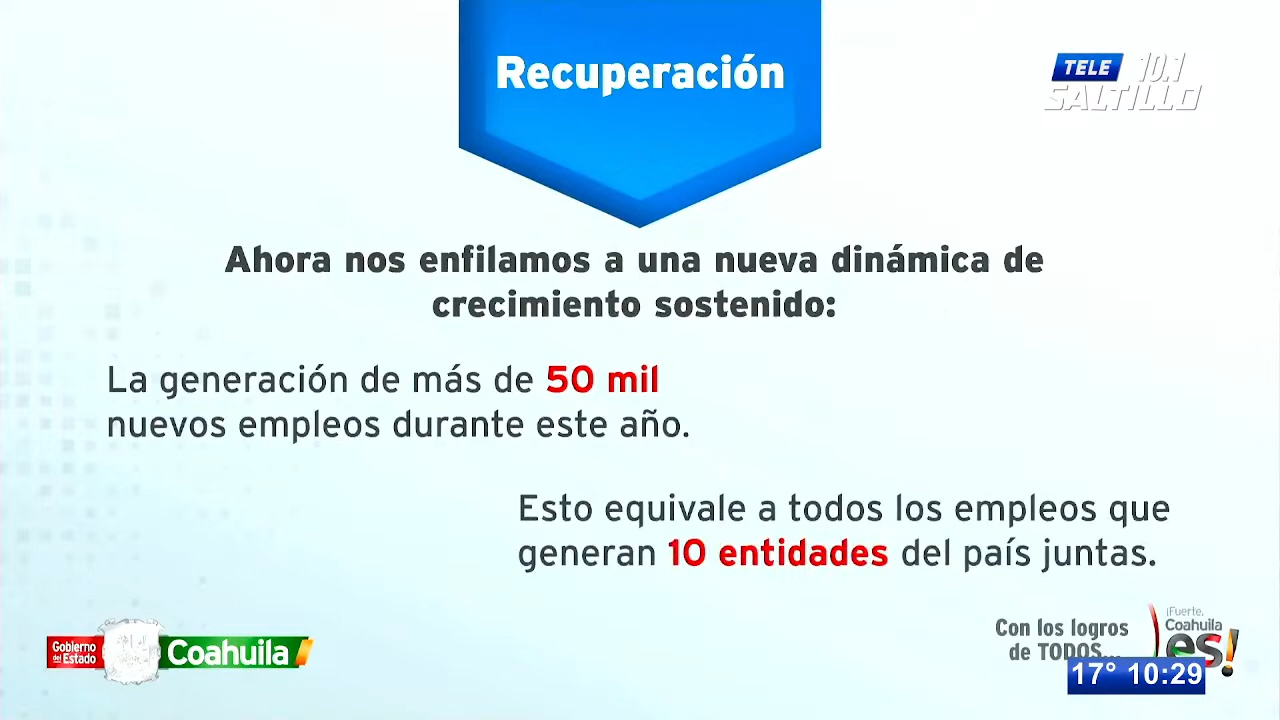 Recuperación
TELE 10.1
SALTILLO
Ahora nos enfilamos a una nueva dinámica de
crecimiento sostenido:
La generación de más de 50 mil
nuevos empleos durante este año.
Esto equivale a todos los empleos que
generan 10 entidades del país juntas.
Gobierno
del Estado
Coahuila
Con los logros
de TODOS...
¡Fuerte,
Coahuila
es!
17° 10:29